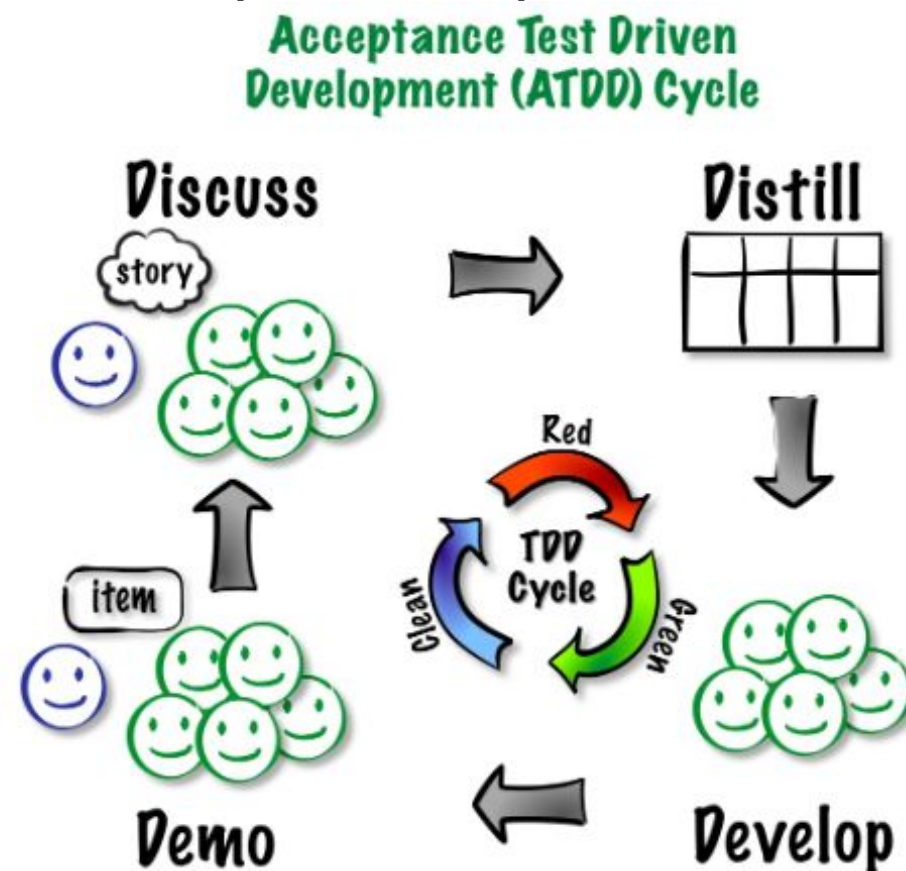 Acceptance Test Driven
Development (ATDD) Cycle
Discuss
story
Distill
Red
TDD
Cycle
Green
Clean
item
Demo
Develop